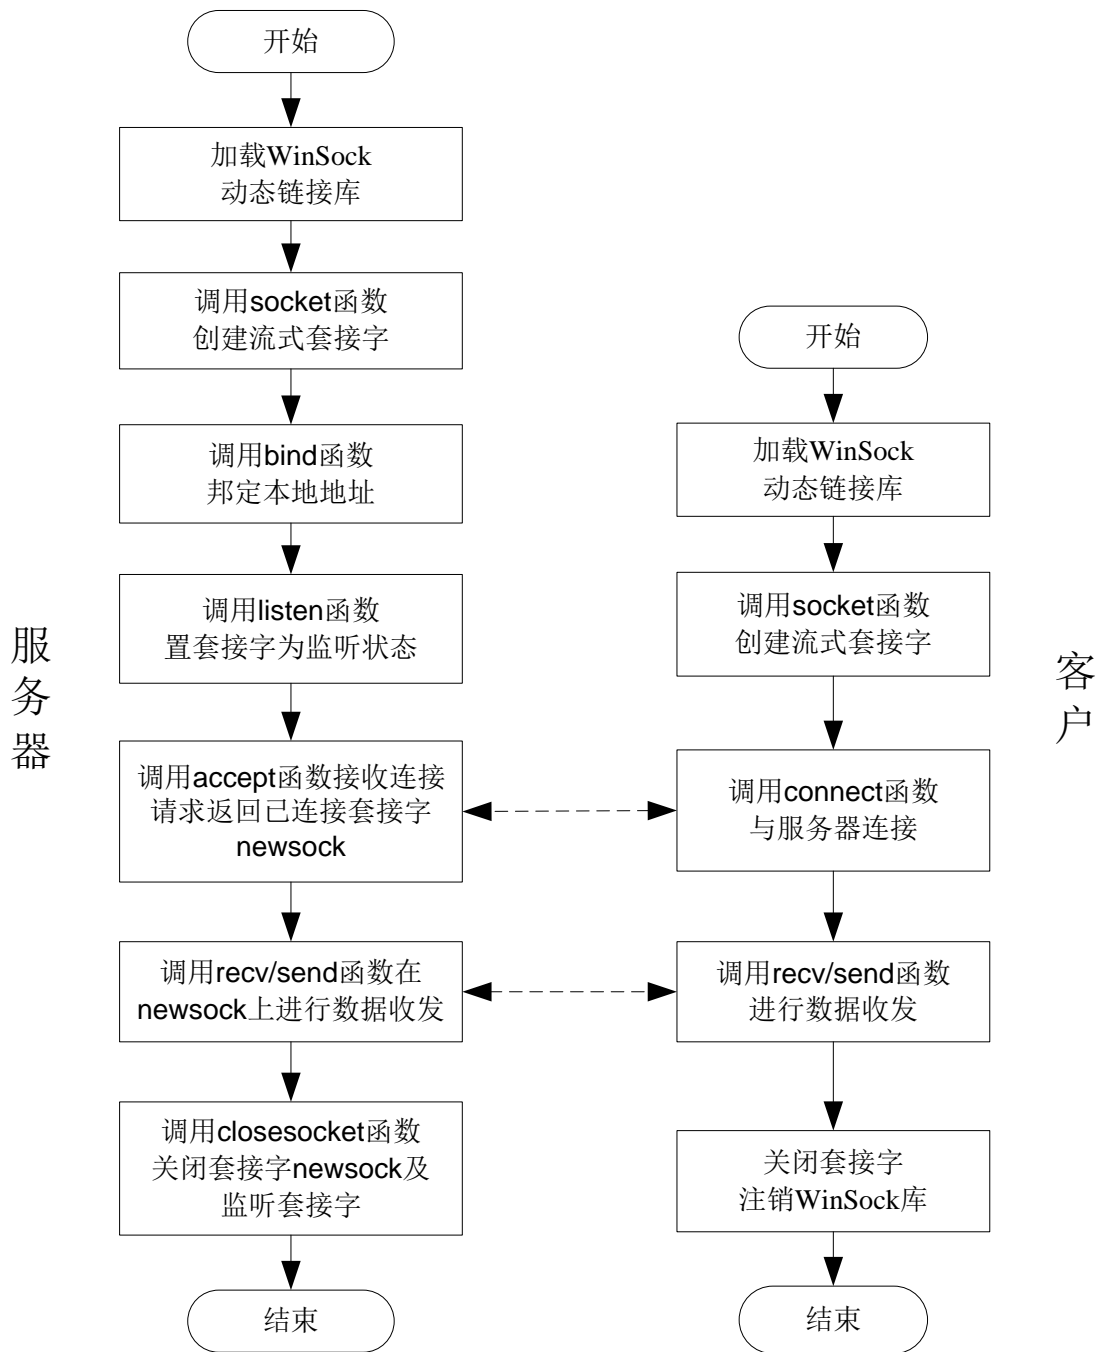 服务器
开始
加载WinSock
动态链接库
调用socket函数
创建流式套接字
调用bind函数
邦定本地地址
调用listen函数
置套接字为监听状态
调用accept函数接收连接
请求返回已连接套接字
newsock
调用recv/send函数在
newsock上进行数据收发
调用closesocket函数
关闭套接字newsock及
监听套接字
结束
客户
开始
加载WinSock
动态链接库
调用socket函数
创建流式套接字
调用connect函数
与服务器连接
调用recv/send函数
进行数据收发
关闭套接字
注销WinSock库
结束